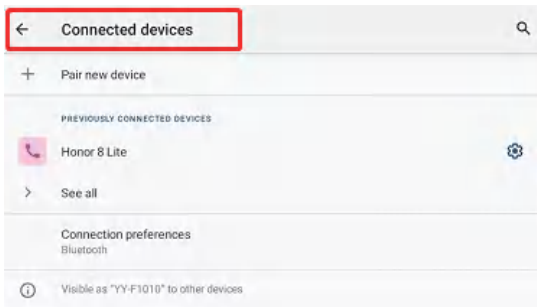 Connected devices
Pair new device
PREVIOUSLY CONNECTED DEVICES
Honor 8 Lite
See all
Connection preferences
Bluetooth
Visible as "YY-F1010" to other devices